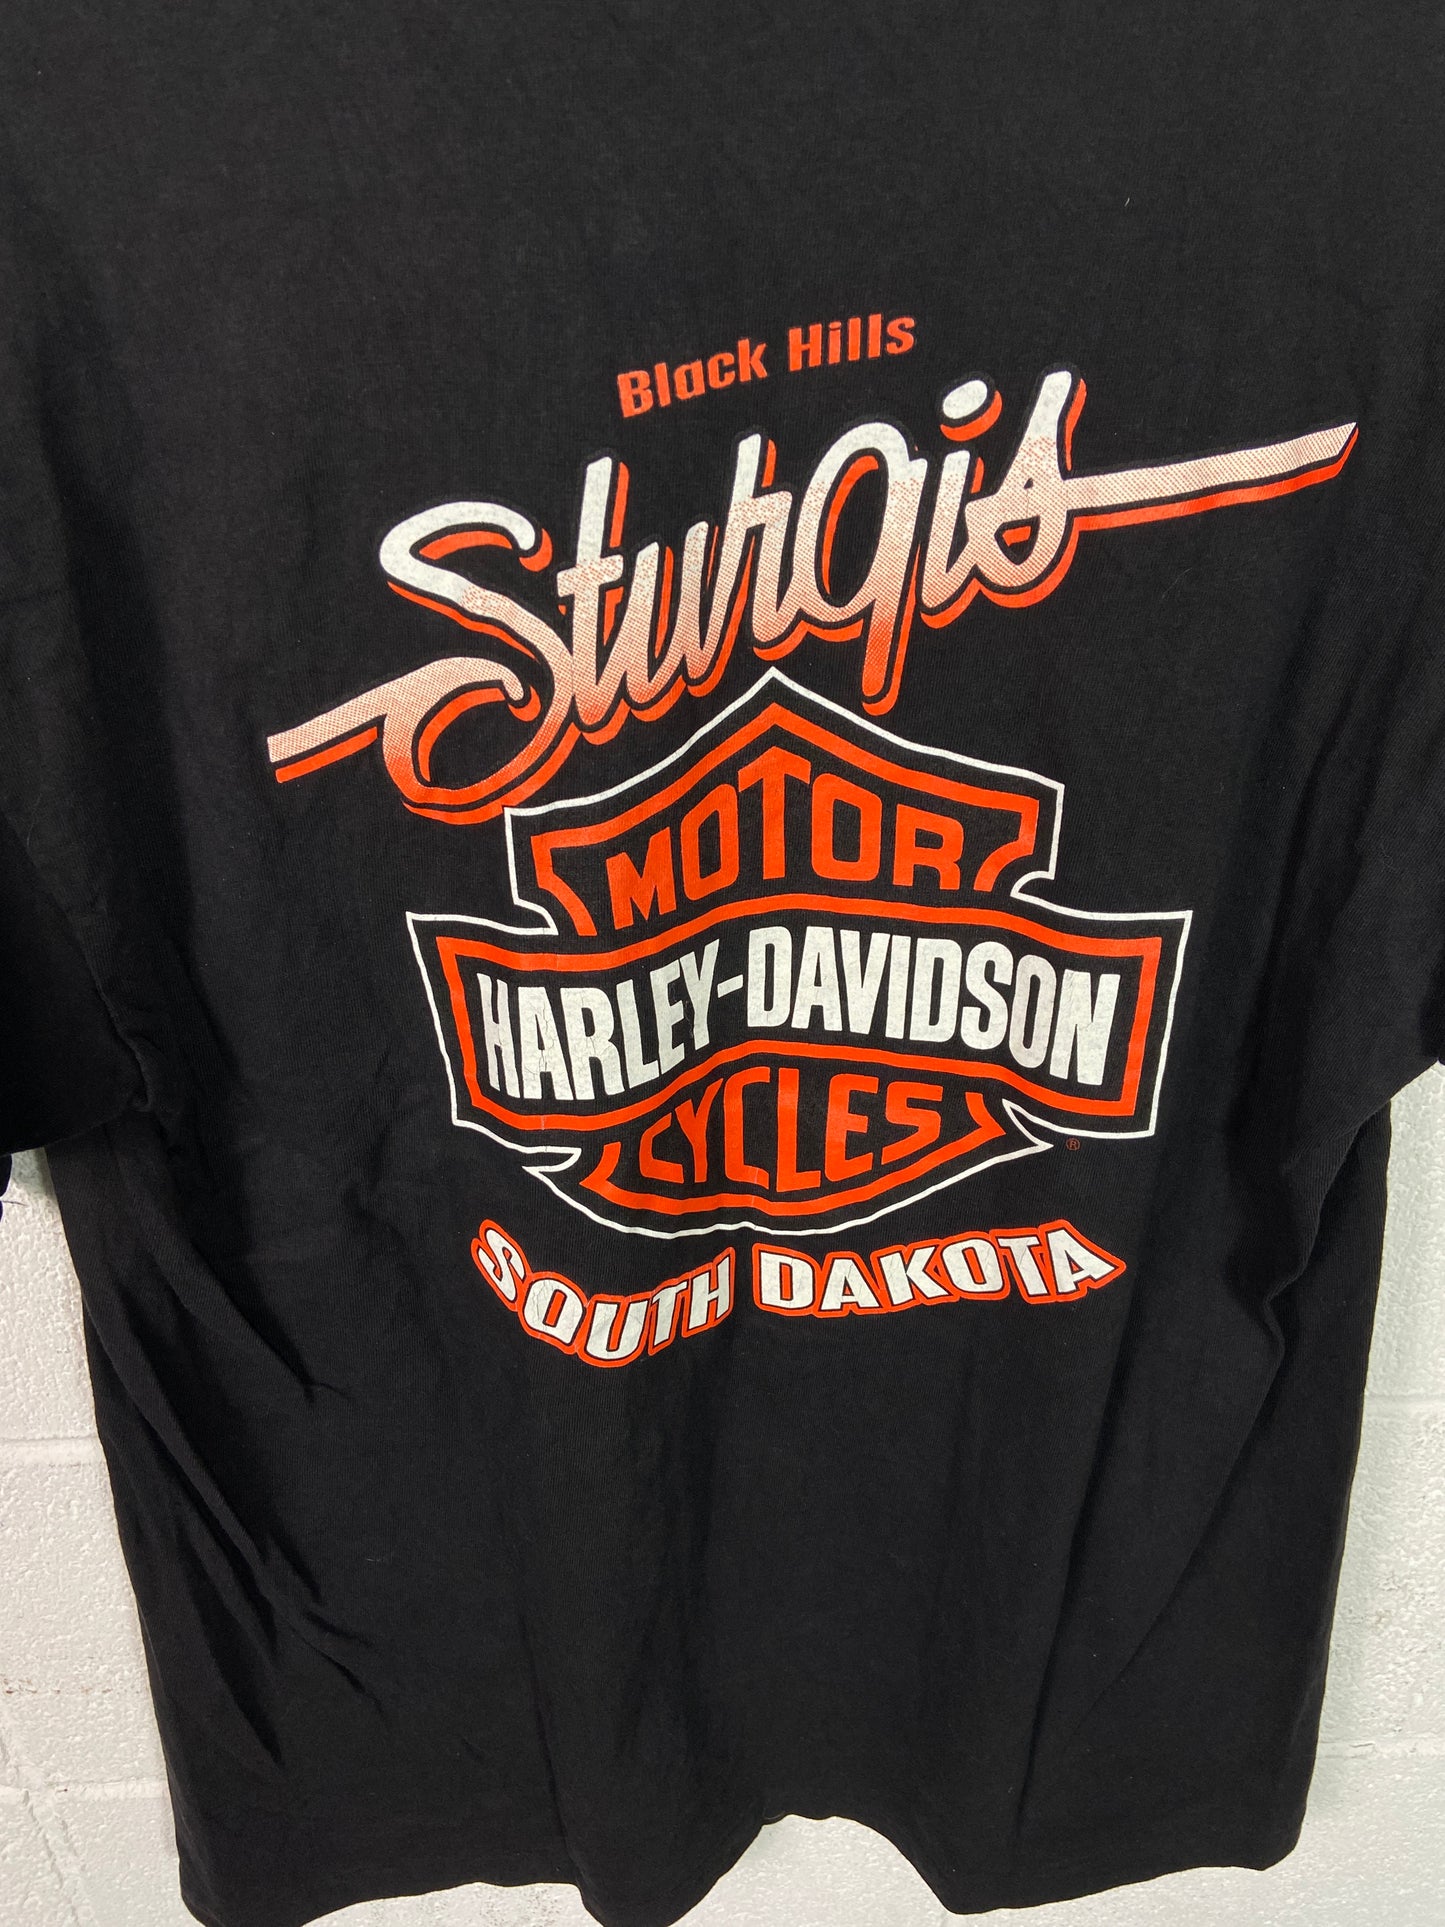 Black Hills
Sturgis
MOTOR
HARLEY-DAVIDSON
CYCLES
®
SOUTH DAKOTA